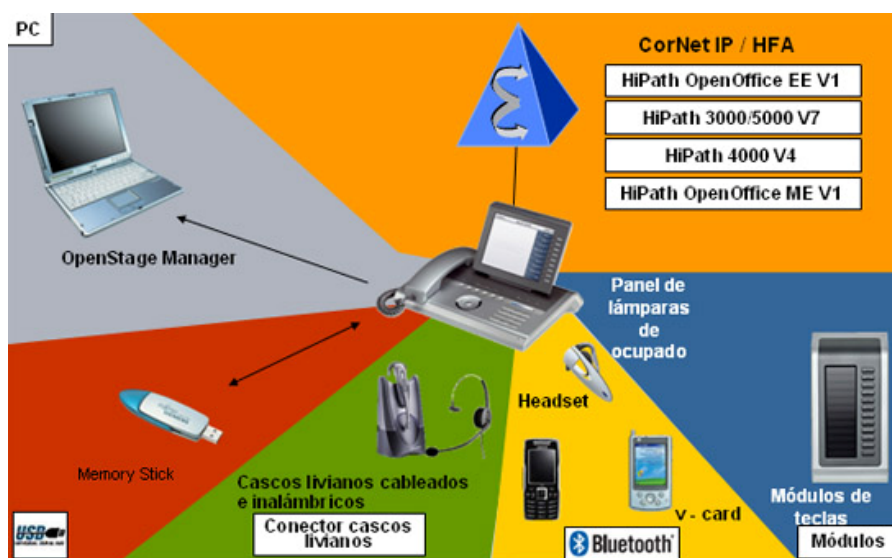 PC
CorNet IP / HFA
HiPath OpenOffice EE V1
HiPath 3000/5000 V7
HiPath 4000 V4
HiPath OpenOffice ME V1
OpenStage Manager
Panel de
lámparas
de
ocupado
Headset
Memory Stick
Cascos livianos cableados
e inalámbricos
Conector cascos
livianos
V - card
Módulos de
teclas
USB
Bluetooth
Módulos